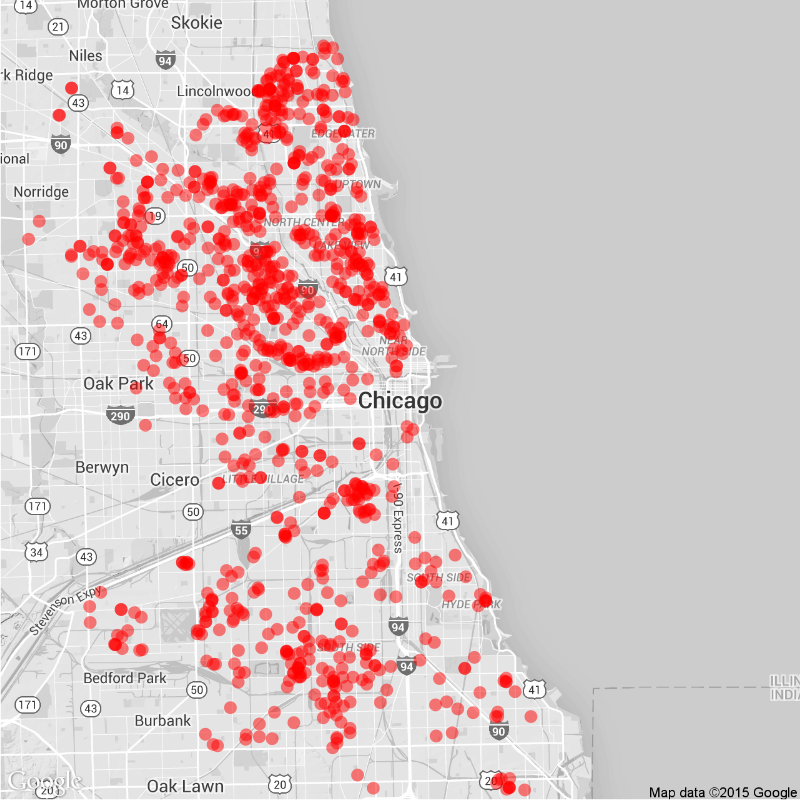 Morton Grove
14
21
Skokie
Niles
94
rk Ridge
14
Lincolnwoo
43
41
EDGEWATER
90
ional
Norridge
UPTOWN
19
NORTH CENTER
LAKEVIEW
50
41
90
64
43
NEAR
NORTH SIDE
171
50
Oak Park
290
Chicago
Berwyn
Cicero
LITTLE VILLAGE
171
50
I-90 Express
41
55
34
43
SOUTH SIDE
Stevenson Expy
HYDE PARK
94
SOUTH SIDE
94
Bedford Park
50
41
ILLIN
INDIA
171
43
Burbank
90
Google
20
Oak Lawn
20
20
Map data ©2015 Google